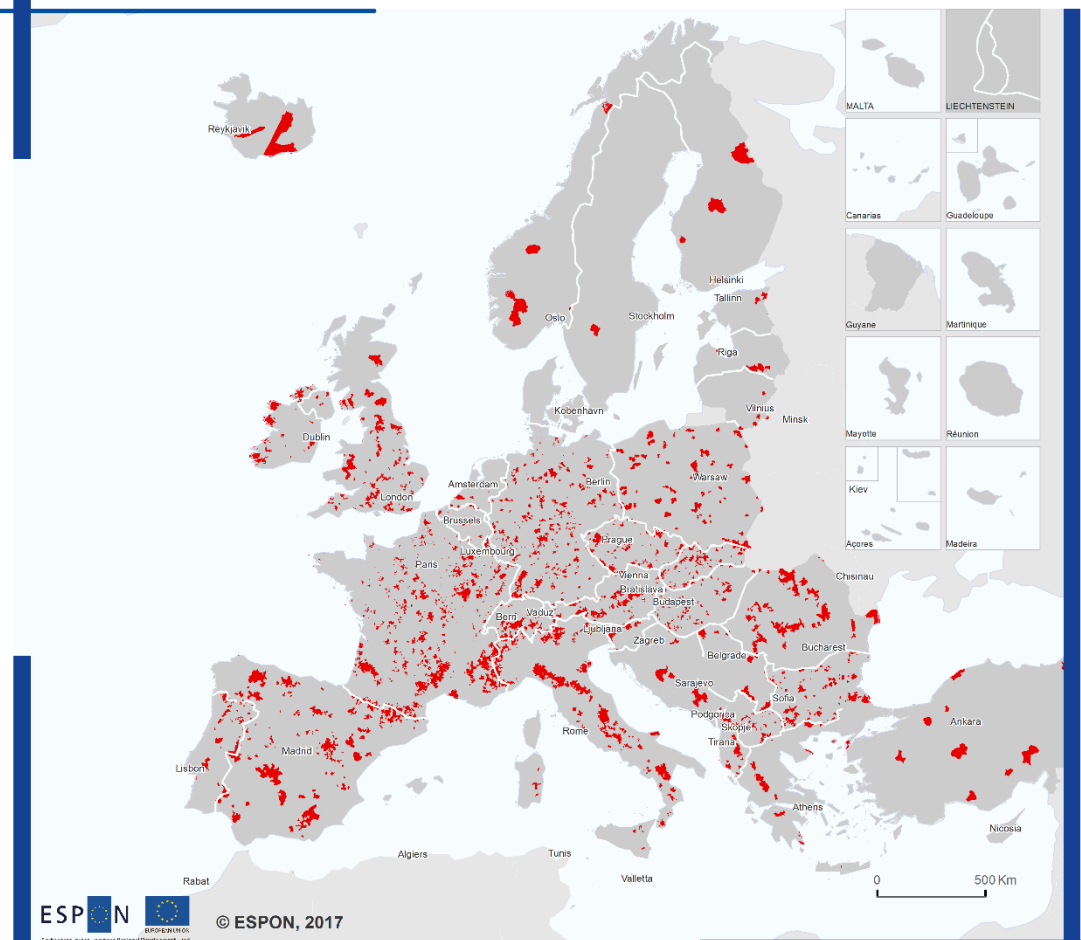 MALTA
LIECHTENSTEIN
Reykjavik
Canarias
Guadeloupe
Helsinki
Tallinn
Oslo
Stockholm
Guyane
Martinique
Riga
Kobenhavn
Vilnius
Minsk
Mayotte
Réunion
Dublin
Amsterdam
Berlin
Warsaw
London
Kiev
Brussels
Açores
Madeira
Prague
Luxembourg
Paris
Vienna
Chisinau
Bratislava
Budapest
Vaduz
Bern
Ljubljana
Zagreb
Bucharest
Belgrade
Sarajevo
Sofia
Podgorica
Ankara
Skopje
Rome
Tirana
Madrid
Lisbon
Athens
Nicosia
Algiers
Tunis
Valletta
Rabat
0 500 Km
ESPON
EUROPEAN UNION
© ESPON, 2017